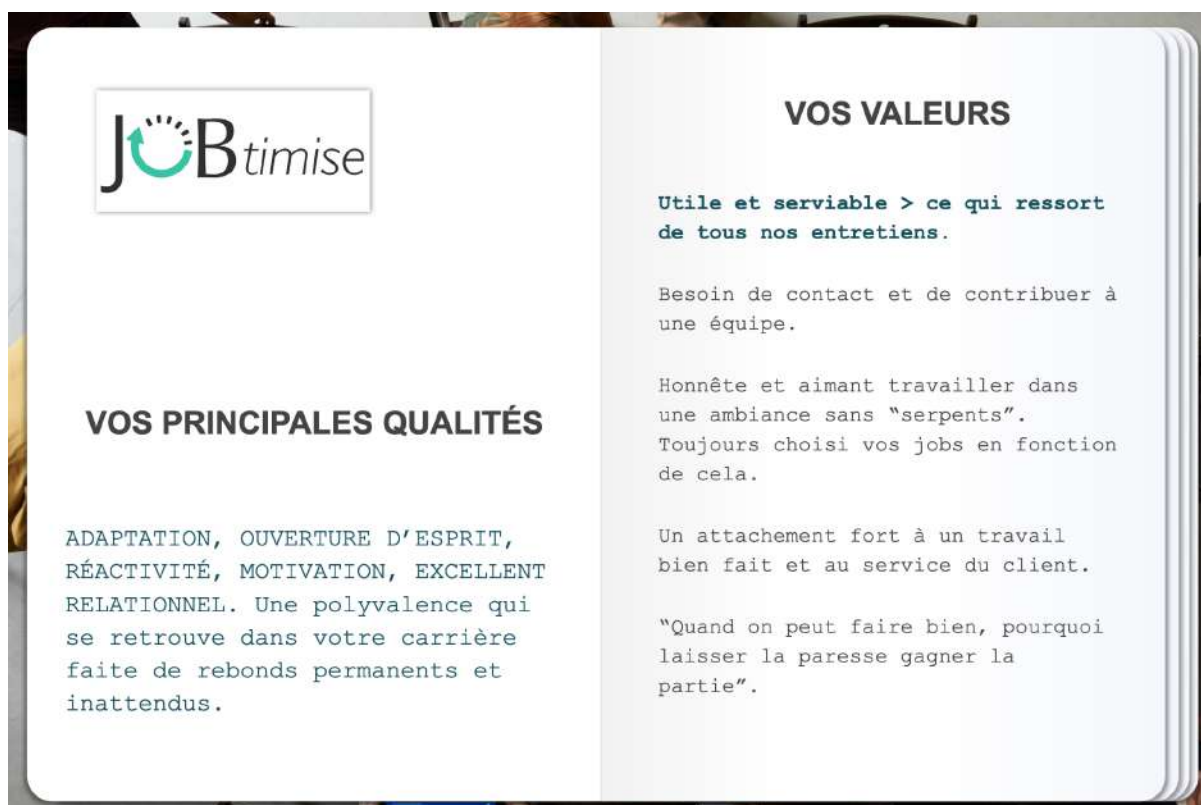 JOBtimise
VOS PRINCIPALES QUALITÉS
ADAPTATION, OUVERTURE D’ESPRIT,
RÉACTIVITÉ, MOTIVATION, EXCELLENT
RELATIONNEL. Une polyvalence qui
se retrouve dans votre carrière
faite de rebonds permanents et
inattendus.
VOS VALEURS
Utile et serviable > ce qui ressort
de tous nos entretiens.
Besoin de contact et de contribuer à
une équipe.
Honnête et aimant travailler dans
une ambiance sans “serpents”.
Toujours choisi vos jobs en fonction
de cela.
Un attachement fort à un travail
bien fait et au service du client.
“Quand on peut faire bien, pourquoi
laisser la paresse gagner la
partie”.